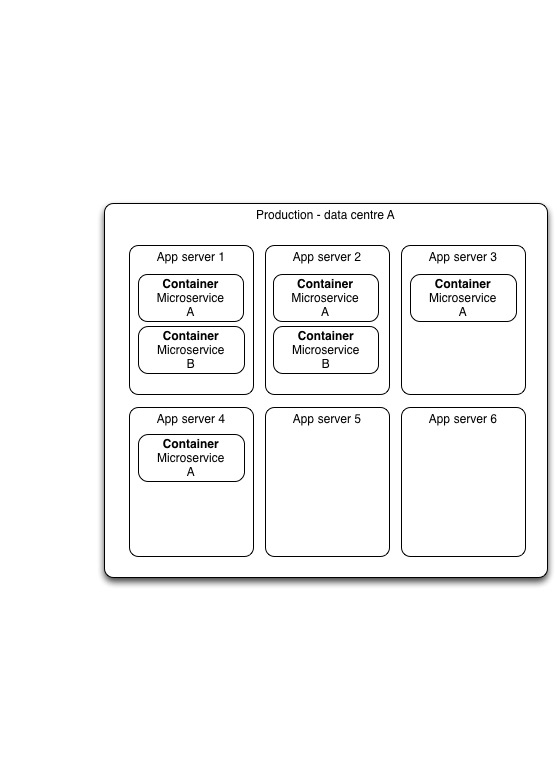 Production - data centre A
App server 1
Container
Microservice
A
Container
Microservice
B
App server 2
Container
Microservice
A
Container
Microservice
B
App server 3
Container
Microservice
A
App server 4
Container
Microservice
A
App server 5
App server 6